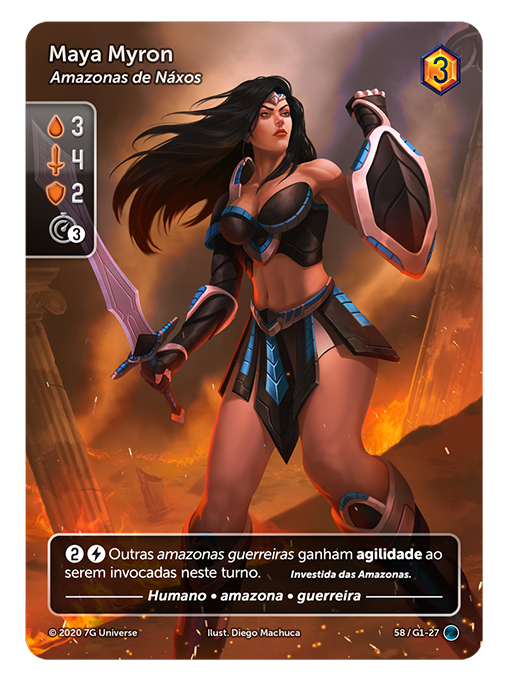 Maya Myron
Amazonas de Náxos
3
3
4
2
3
2 Outras amazonas guerreiras ganham agilidade ao
serem invocadas neste turno. Investida das Amazonas.
Humano • amazona • guerreira
© 2020 7G Universe Ilust. Diego Machuca 58 / G1-27